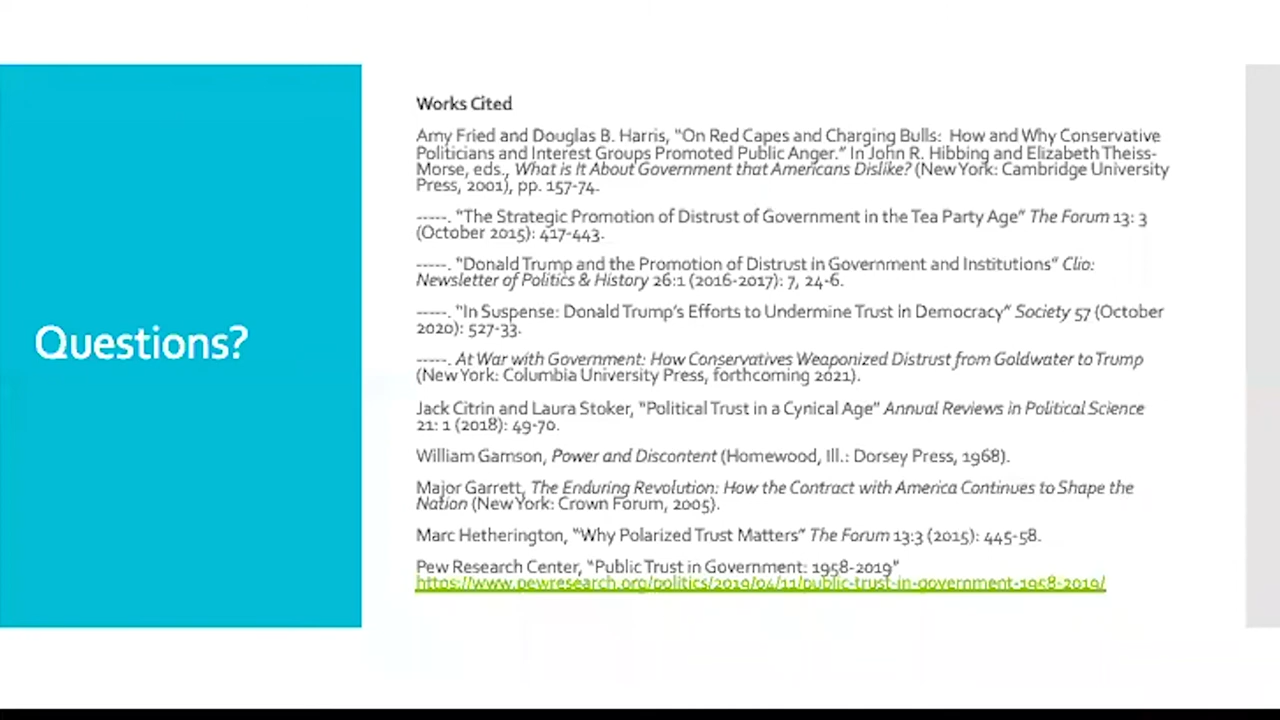 Questions?
Works Cited
Amy Fried and Douglas B. Harris, "On Red Capes and Charging Bulls:  How and Why Conservative
Politicians and Interest Groups Promoted Public Anger." In John R. Hibbing and Elizabeth Theiss-
Morse, eds., What is It About Government that Americans Dislike? (New York: Cambridge University
Press, 2001), pp. 157-74.
-----. "The Strategic Promotion of Distrust of Government in the Tea Party Age" The Forum 13: 3
(October 2015): 417-443.
-----. "Donald Trump and the Promotion of Distrust in Government and Institutions" Clio:
Newsletter of Politics & History 26:1 (2016-2017): 7, 24-6.
-----. "In Suspense: Donald Trump's Efforts to Undermine Trust in Democracy" Society 57 (October
2020): 527-33.
-----. At War with Government: How Conservatives Weaponized Distrust from Goldwater to Trump
(New York: Columbia University Press, forthcoming 2021).
Jack Citrin and Laura Stoker, "Political Trust in a Cynical Age" Annual Reviews in Political Science
21: 1 (2018): 49-70.
William Gamson, Power and Discontent (Homewood, Ill.: Dorsey Press, 1968).
Major Garrett, The Enduring Revolution: How the Contract with America Continues to Shape the
Nation (New York: Crown Forum, 2005).
Marc Hetherington, "Why Polarized Trust Matters" The Forum 13:3 (2015): 445-58.
Pew Research Center, "Public Trust in Government: 1958-2019"
https://www.pewresearch.org/politics/2019/04/11/public-trust-in-government-1958-2019/